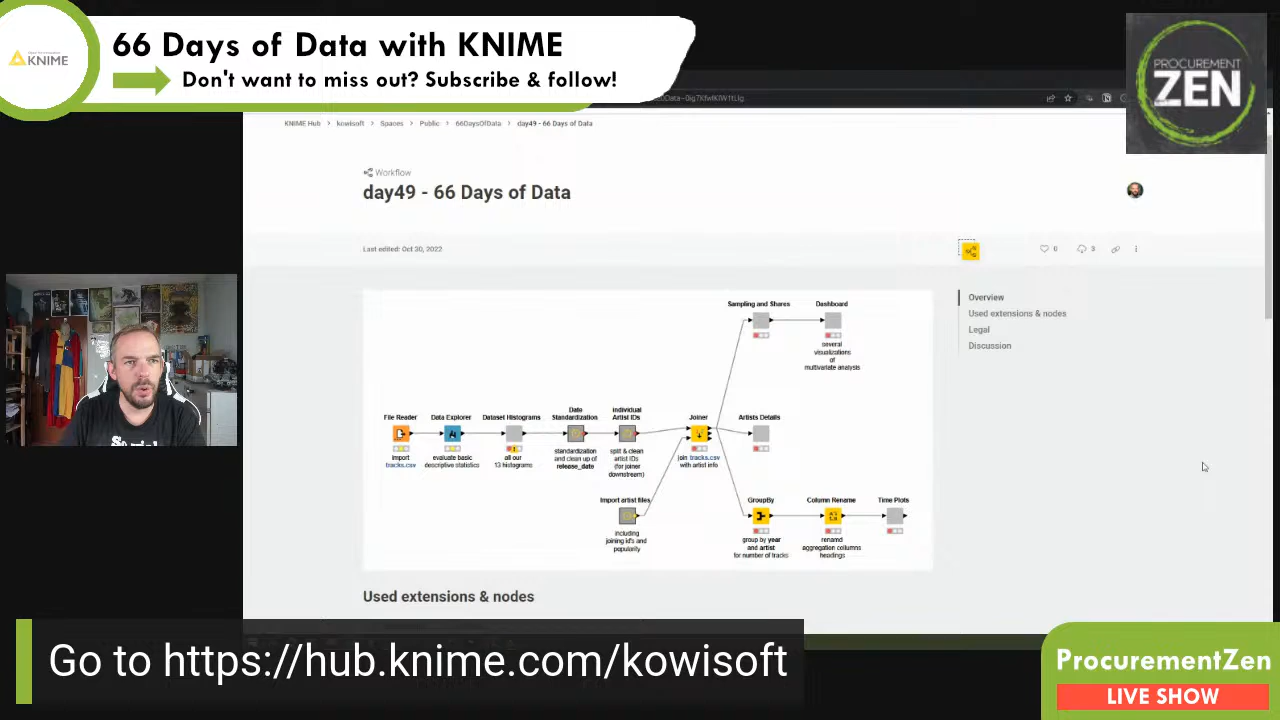 66 Days of Data with KNIME
Don't want to miss out? Subscribe & follow!
KNIME
PROCUREMENT
ZEN
KNIME Hub > kowisoft > Spaces > Public > 66DaysOfData > day49 - 66 Days of Data
Workflow
day49 - 66 Days of Data
Last edited: Oct 30, 2022
0
3
Overview
Used extensions & nodes
Legal
Discussion
Sampling and Shares
Dashboard
several
visualizations
of
multivariate analysis
File Reader
import
tracks.csv
Data Explorer
evaluate basic
descriptive statistics
Dataset Histograms
all our
13 histograms
Date
Standardization
standardization
and clean up of
release_date
individual
Artist IDs
split & clean
artist IDs
(for joiner
downstream)
Joiner
join tracks.csv
with artist info
Artists Details
Import artist files
including
joining id's and
popularity
GroupBy
group by year
and artist
for number of tracks
Column Rename
renamd
aggregation cellumns
headings
Time Plots
Used extensions & nodes
Go to https://hub.knime.com/kowisoft
ProcurementZen
LIVE SHOW